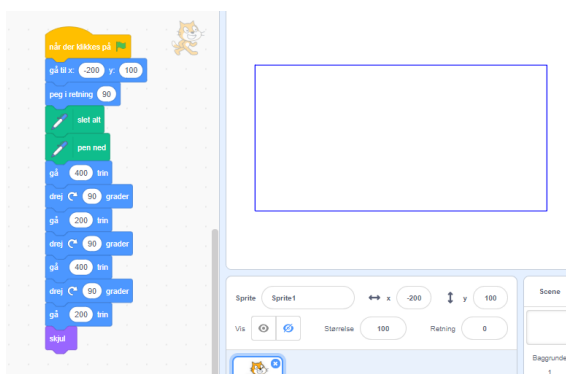 når der klikkes på
gå til x: -200 y: 100
peg i retning 90
slet alt
pen ned
gå 400 trin
drej 90 grader
gå 200 trin
drej 90 grader
gå 400 trin
drej 90 grader
gå 200 trin
skjul
Sprite Sprite1 x -200 y 100
Vis Størrelse 100 Retning 0
Scene
Baggrunde
1